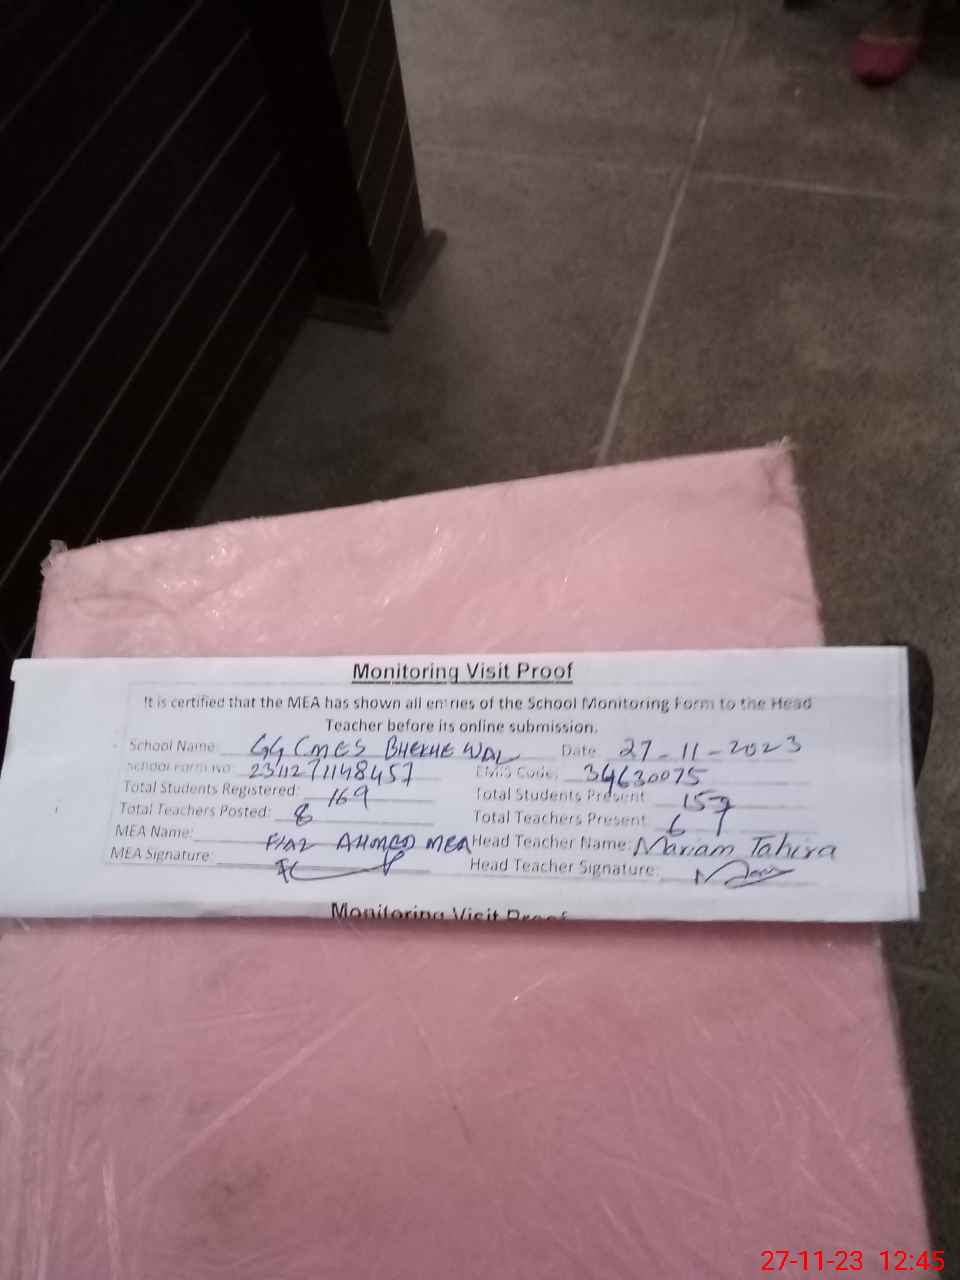 Monitoring Visit Proof
It is certified that the MEA has shown all entries of the School Monitoring Form to the Head
Teacher before its online submission.
School Name: GG CMES BHEKHE WAL Date 27-11-2023
School Form No: EMIS Code: 34630075
Total Students Registered: 169 Total Students Present 157
Total Teachers Posted: 8 Total Teachers Present 6
MEA Name: AHMED MEA Head Teacher Name: Mariam Tahira
MEA Signature: Head Teacher Signature:
Monitoring Visit Proof
27-11-23 12:45